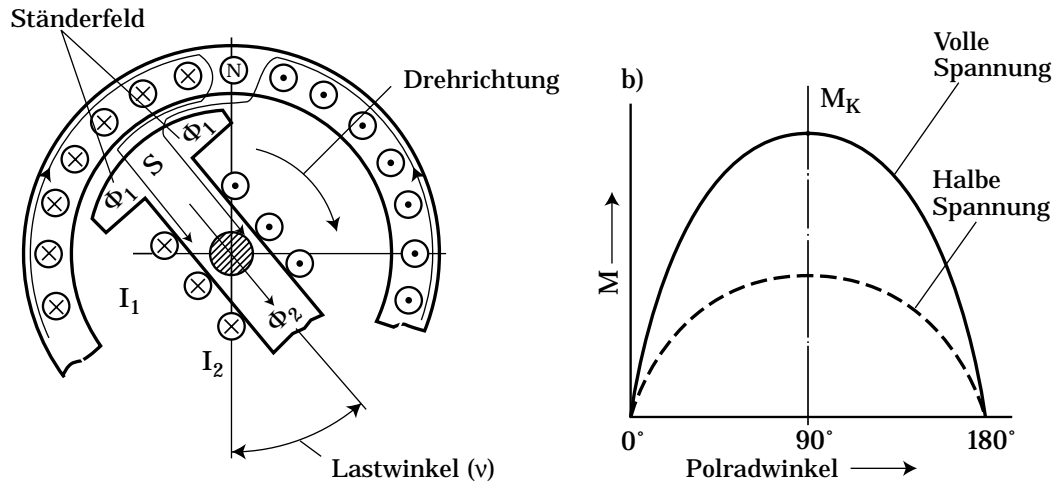 Ständerfeld
N
Drehrichtung
Φ1
S
Φ1
Φ2
I1
I2
Lastwinkel (ν)
b)
Volle
Spannung
MK
Halbe
Spannung
M
0° 90° 180°
Polradwinkel